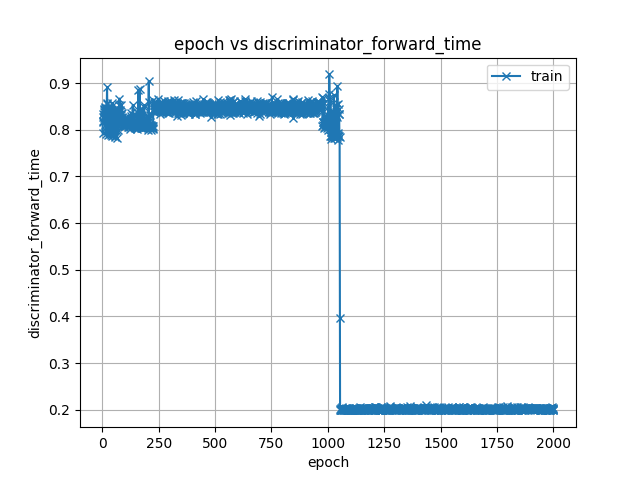 epoch vs discriminator_forward_time
train
discriminator_forward_time
0.9
0.8
0.7
0.6
0.5
0.4
0.3
0.2
0 250 500 750 1000 1250 1500 1750 2000
epoch